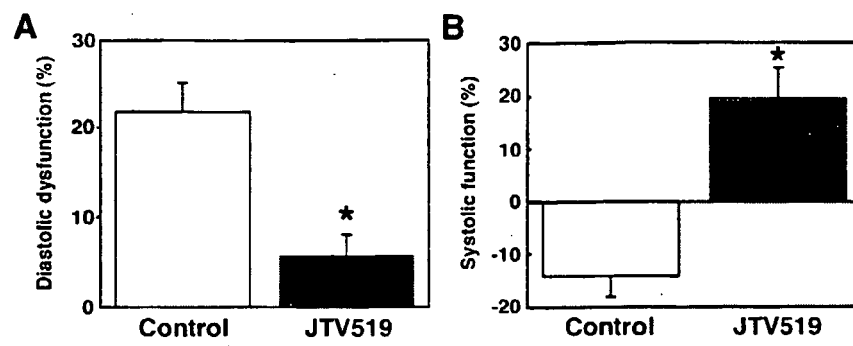 A
Diastolic dysfunction (%)
30
20
10
0
*
Control
JTV519
B
Systolic function (%)
30
20
10
0
-10
-20
*
Control
JTV519